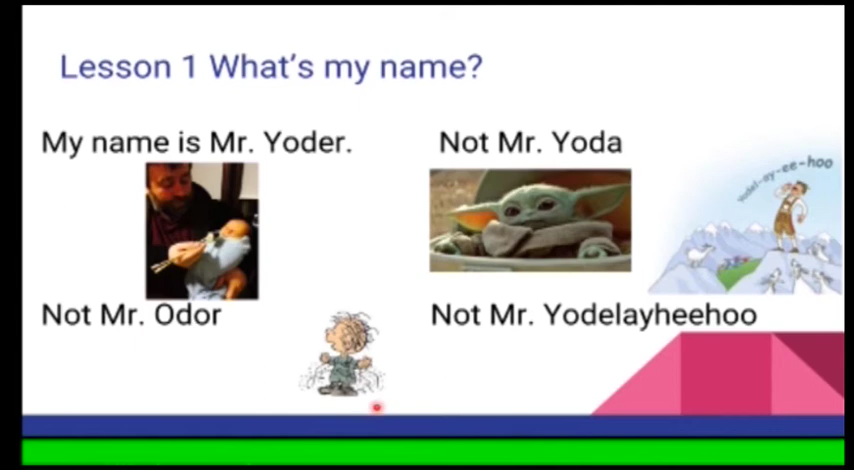 Lesson 1 What's my name?
My name is Mr. Yoder.
Not Mr. Yoda
Yodel-ay-ee-hoo
Not Mr. Odor
Not Mr. Yodelayheehoo